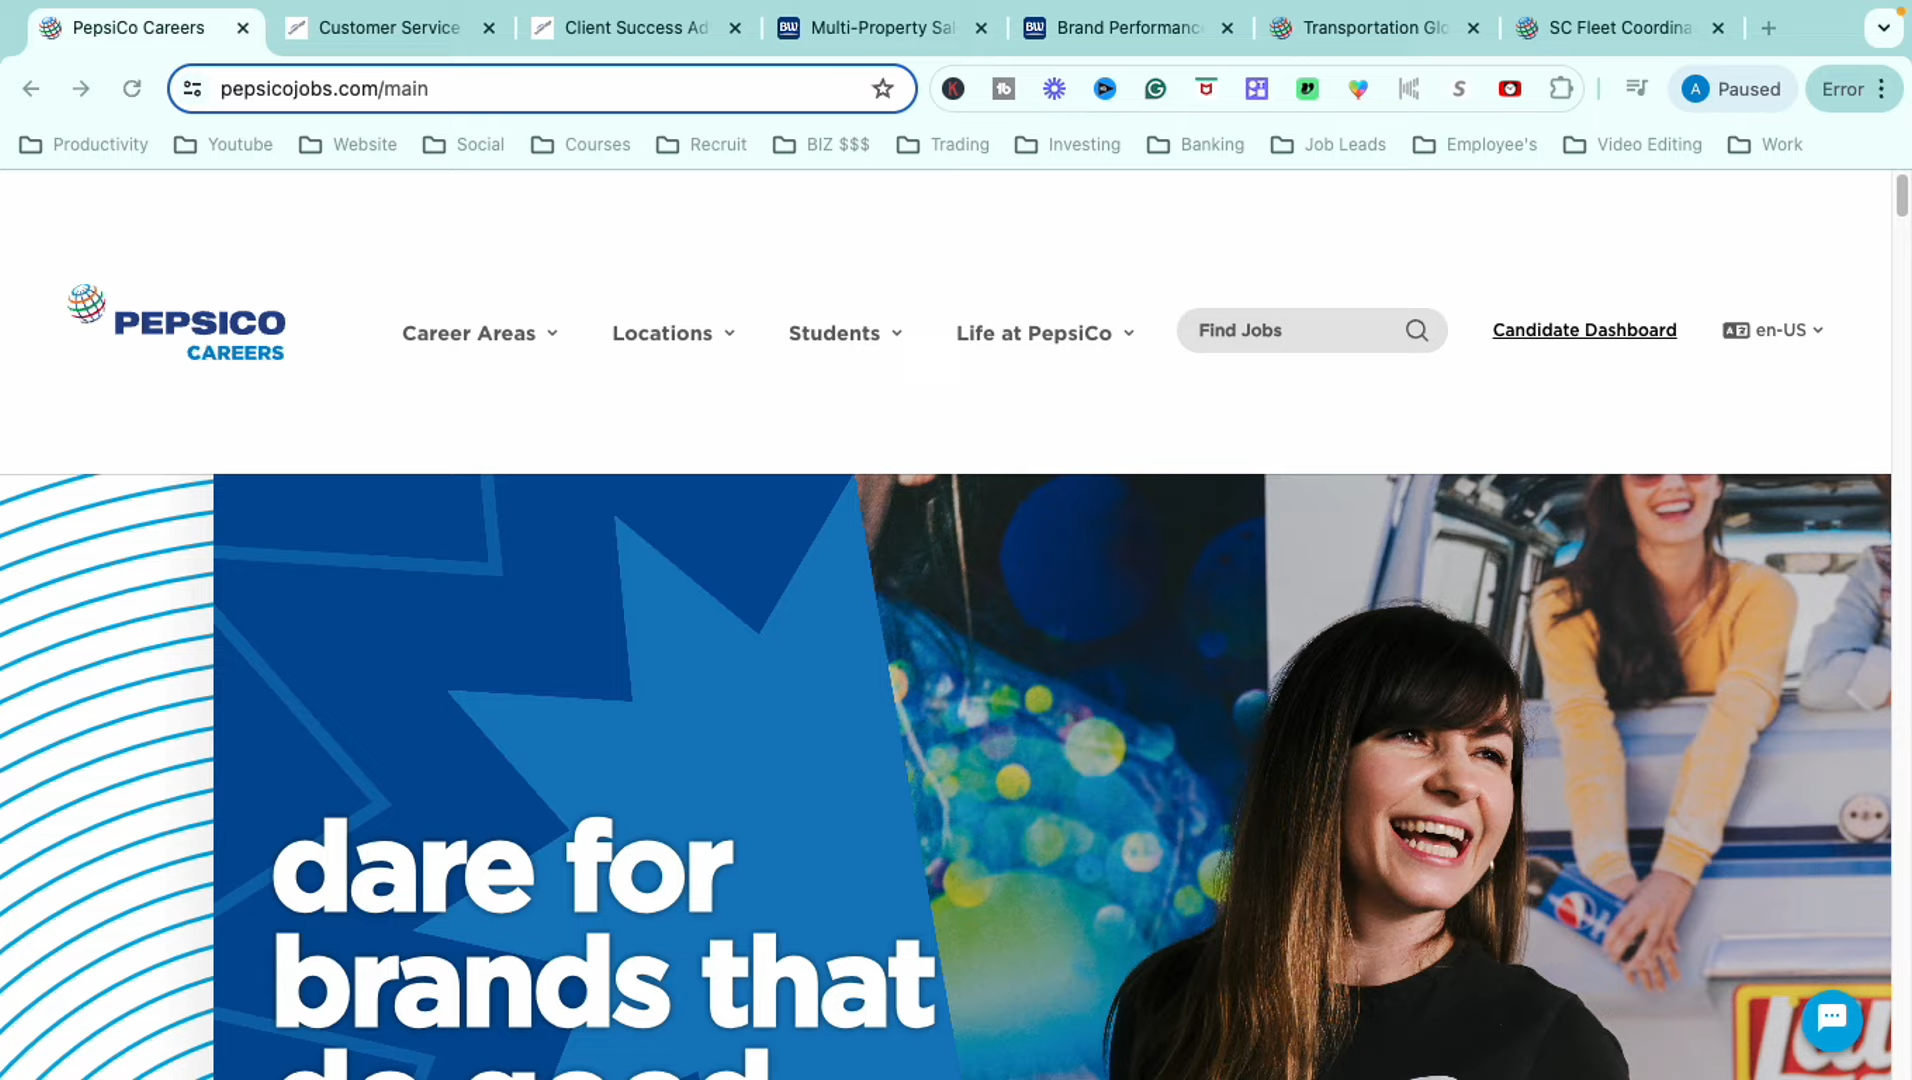 PepsiCo Careers
Customer Service
Client Success Ad
Multi-Property Sal
Brand Performanc
Transportation Glo
SC Fleet Coordina
pepsicojobs.com/main
Paused
Error
Productivity
Youtube
Website
Social
Courses
Recruit
BIZ $$$
Trading
Investing
Banking
Job Leads
Employee's
Video Editing
Work
PEPSICO
CAREERS
Career Areas
Locations
Students
Life at PepsiCo
Find Jobs
Candidate Dashboard
en-US
dare for
brands that
do good